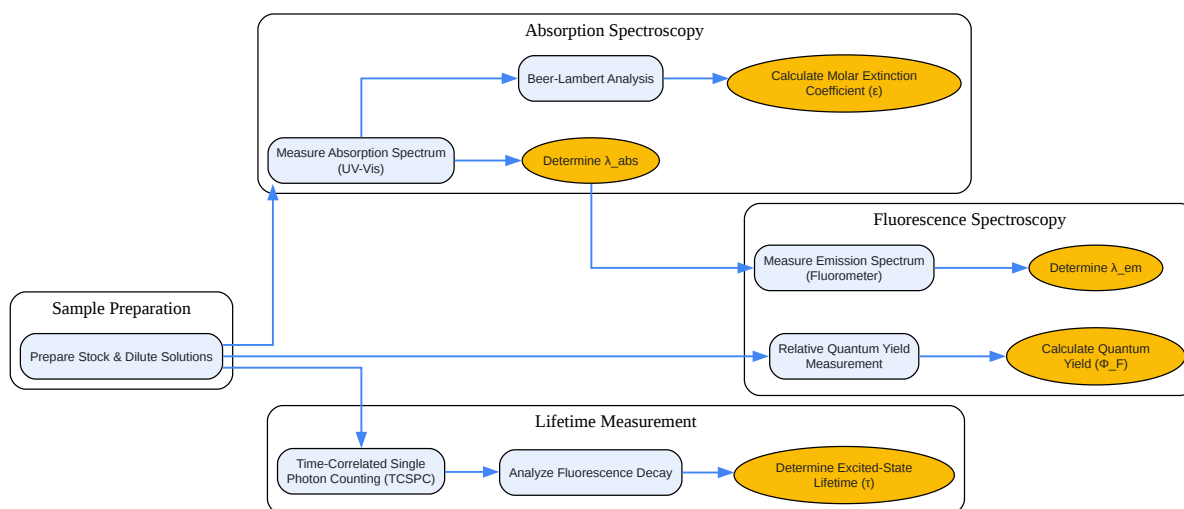 Absorption Spectroscopy
Beer-Lambert Analysis
Calculate Molar Extinction
Coefficient (ε)
Measure Absorption Spectrum
(UV-Vis)
Determine λ_abs
Fluorescence Spectroscopy
Measure Emission Spectrum
(Fluorometer)
Determine λ_em
Sample Preparation
Prepare Stock & Dilute Solutions
Relative Quantum Yield
Measurement
Calculate Quantum
Yield (Φ_F)
Lifetime Measurement
Time-Correlated Single
Photon Counting (TCSPC)
Analyze Fluorescence Decay
Determine Excited-State
Lifetime (τ)